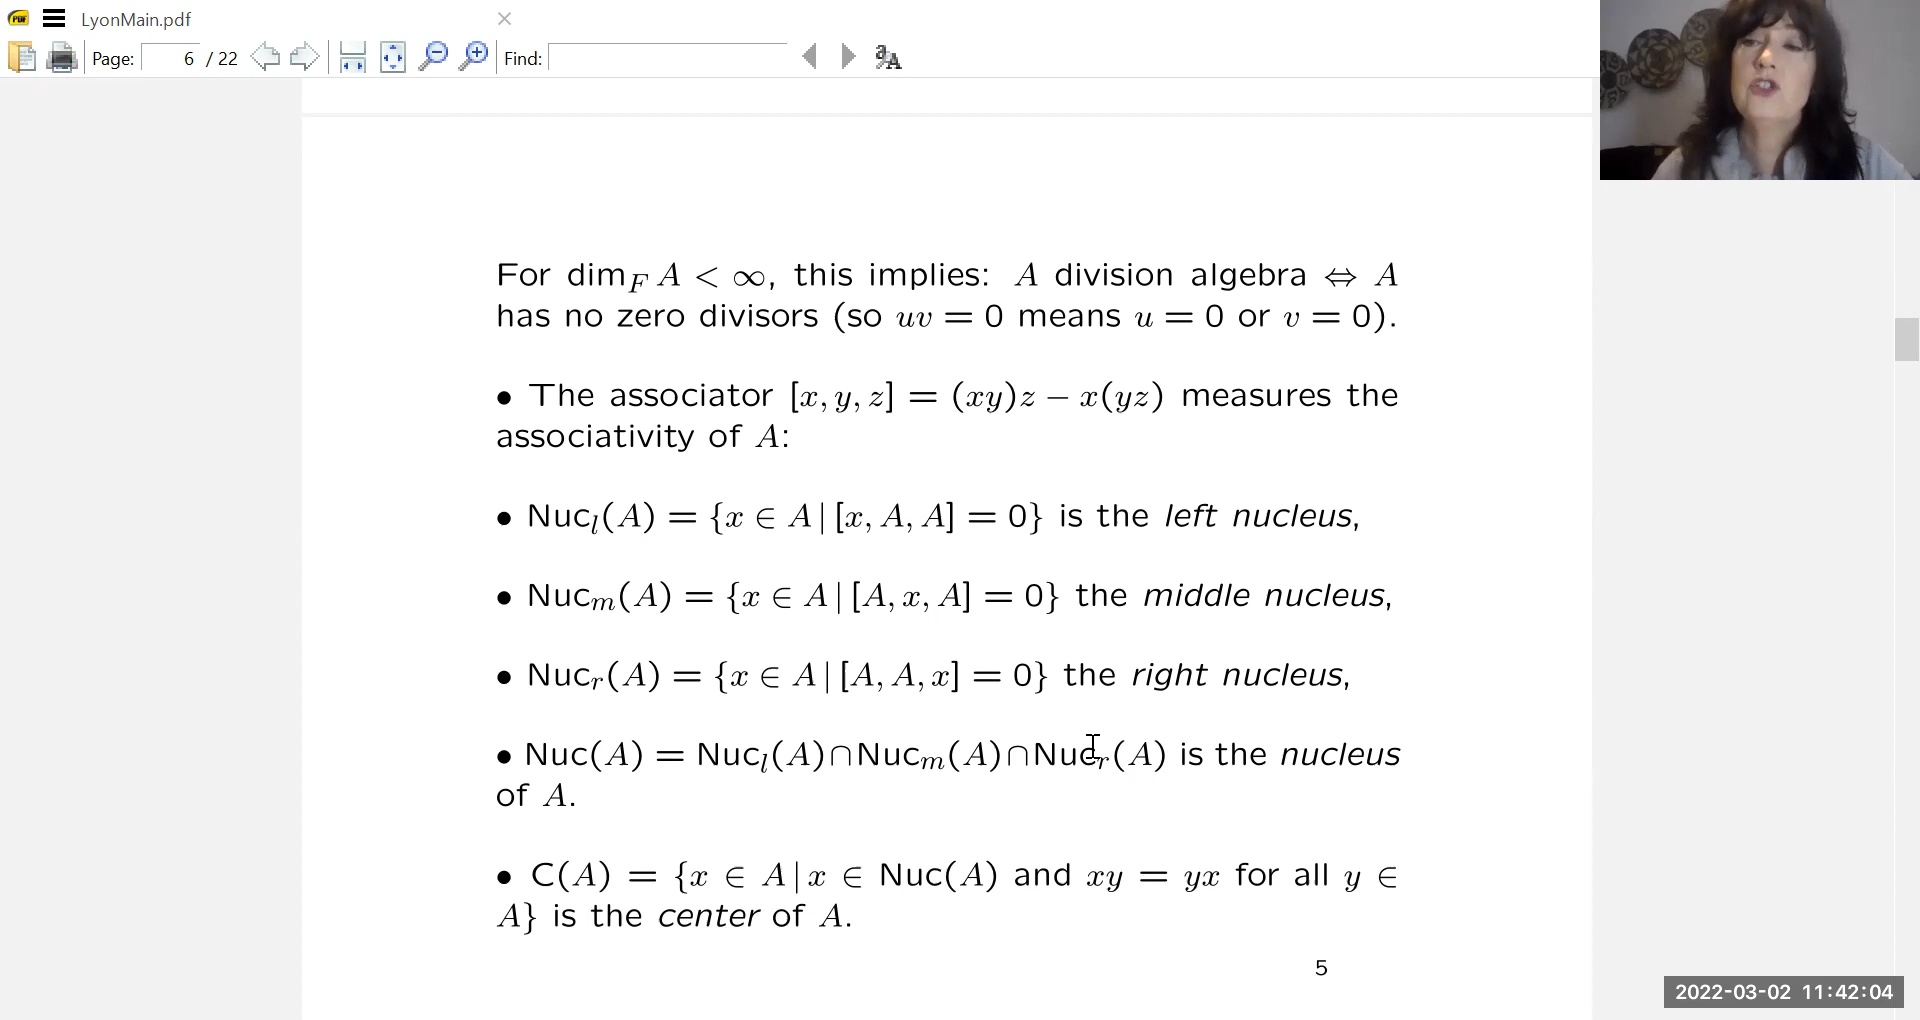 LyonMain.pdf
Page: 6 / 22 Find:
For dim_F A < ∞, this implies: A division algebra ⇔ A
has no zero divisors (so uv = 0 means u = 0 or v = 0).
• The associator [x, y, z] = (xy)z − x(yz) measures the
associativity of A:
• Nuc_l(A) = {x ∈ A | [x, A, A] = 0} is the left nucleus,
• Nuc_m(A) = {x ∈ A | [A, x, A] = 0} the middle nucleus,
• Nuc_r(A) = {x ∈ A | [A, A, x] = 0} the right nucleus,
• Nuc(A) = Nuc_l(A)∩Nuc_m(A)∩Nuc_r(A) is the nucleus
of A.
• C(A) = {x ∈ A | x ∈ Nuc(A) and xy = yx for all y ∈
A} is the center of A.
5
2022-03-02 11:42:04